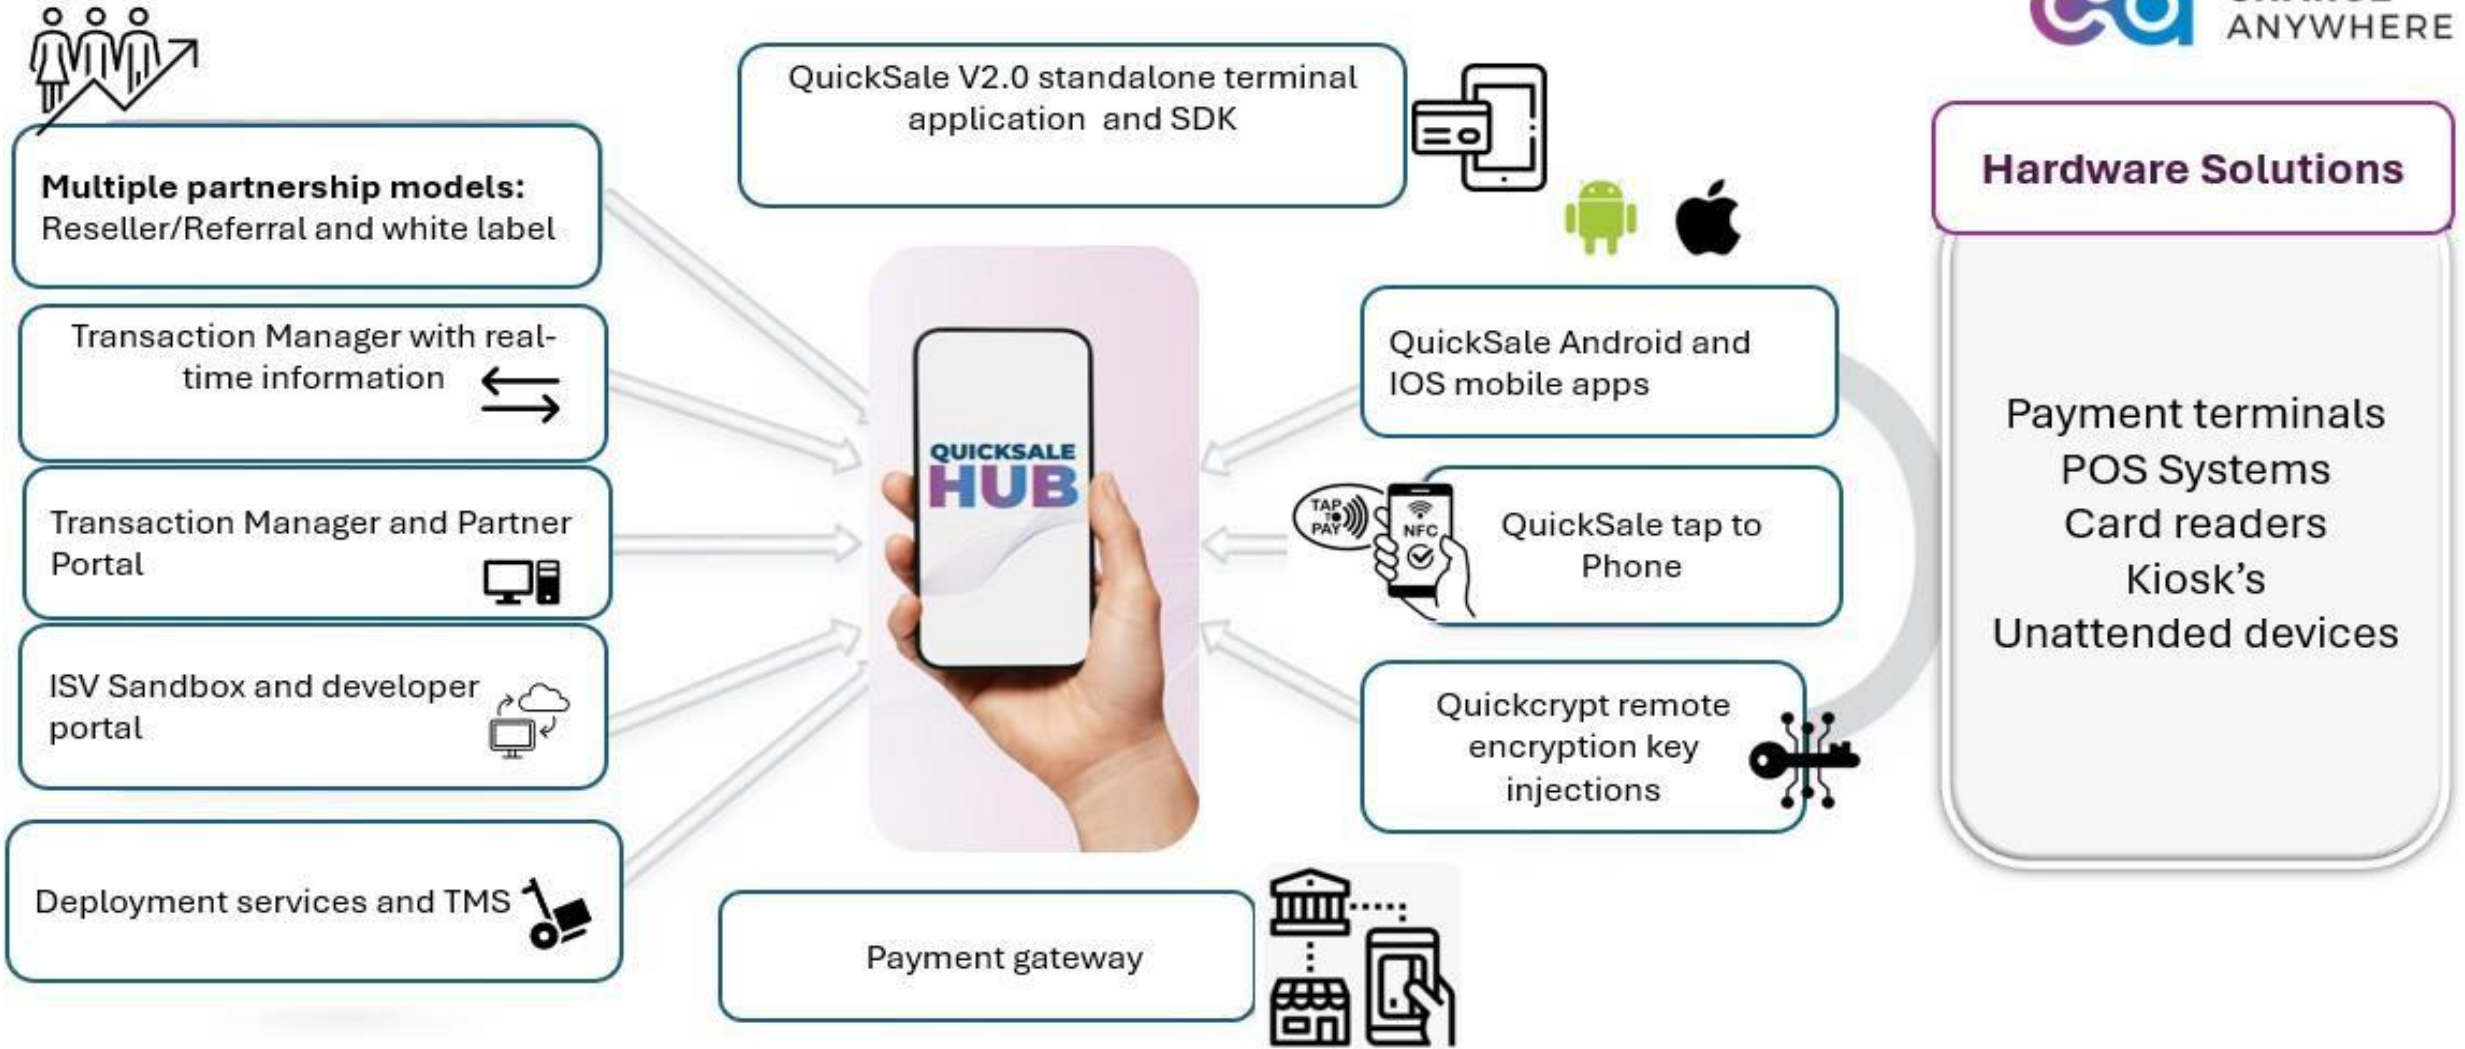 ANYWHERE
QuickSale V2.0 standalone terminal
application and SDK
Hardware Solutions
Multiple partnership models:
Reseller/Referral and white label
Transaction Manager with real-
time information
Transaction Manager and Partner
Portal
ISV Sandbox and developer
portal
Deployment services and TMS
QUICKSALE
HUB
QuickSale Android and
IOS mobile apps
TAP
TO
PAY
NFC
QuickSale tap to
Phone
Quickcrypt remote
encryption key
injections
Payment gateway
Payment terminals
POS Systems
Card readers
Kiosk’s
Unattended devices